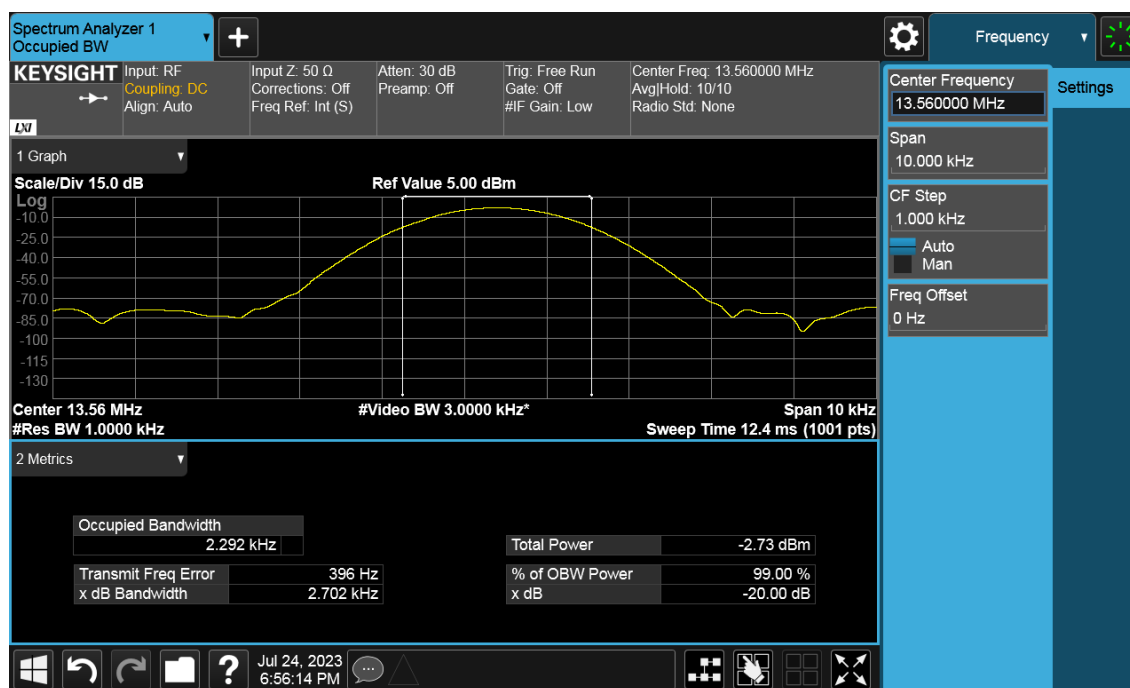 Spectrum Analyzer 1
Occupied BW
Frequency
KEYSIGHT
Input: RF
Coupling: DC
Align: Auto
Input Z: 50 Ω
Corrections: Off
Freq Ref: Int (S)
Atten: 30 dB
Preamp: Off
Trig: Free Run
Gate: Off
#IF Gain: Low
Center Freq: 13.560000 MHz
Avg|Hold: 10/10
Radio Std: None
LXI
Center Frequency
13.560000 MHz
Settings
Span
10.000 kHz
CF Step
1.000 kHz
Auto
Man
Freq Offset
0 Hz
1 Graph
Scale/Div 15.0 dB
Ref Value 5.00 dBm
Log
-10.0
-25.0
-40.0
-55.0
-70.0
-85.0
-100
-115
-130
Center 13.56 MHz
#Video BW 3.0000 kHz*
Span 10 kHz
#Res BW 1.0000 kHz
Sweep Time 12.4 ms (1001 pts)
2 Metrics
Occupied Bandwidth
2.292 kHz
Total Power -2.73 dBm
Transmit Freq Error 396 Hz
% of OBW Power 99.00 %
x dB Bandwidth 2.702 kHz
x dB -20.00 dB
?
Jul 24, 2023
6:56:14 PM